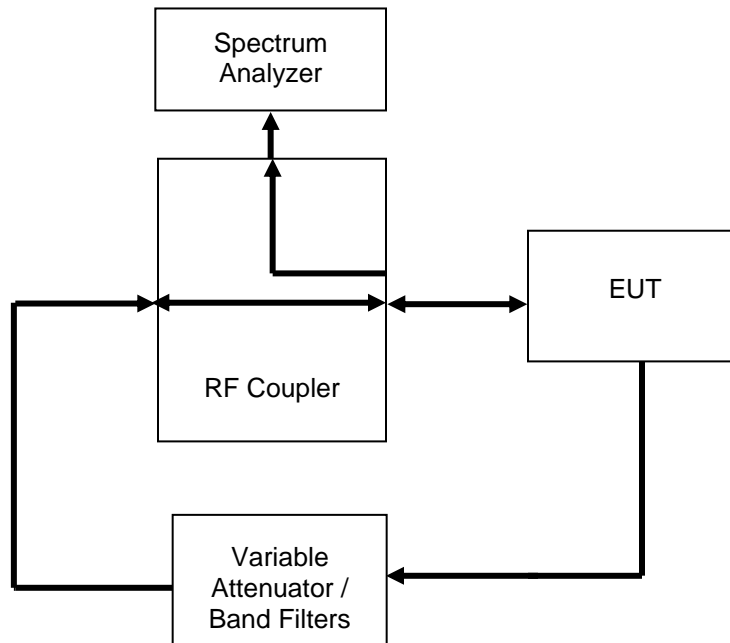 Spectrum
Analyzer
EUT
RF Coupler
Variable
Attenuator /
Band Filters